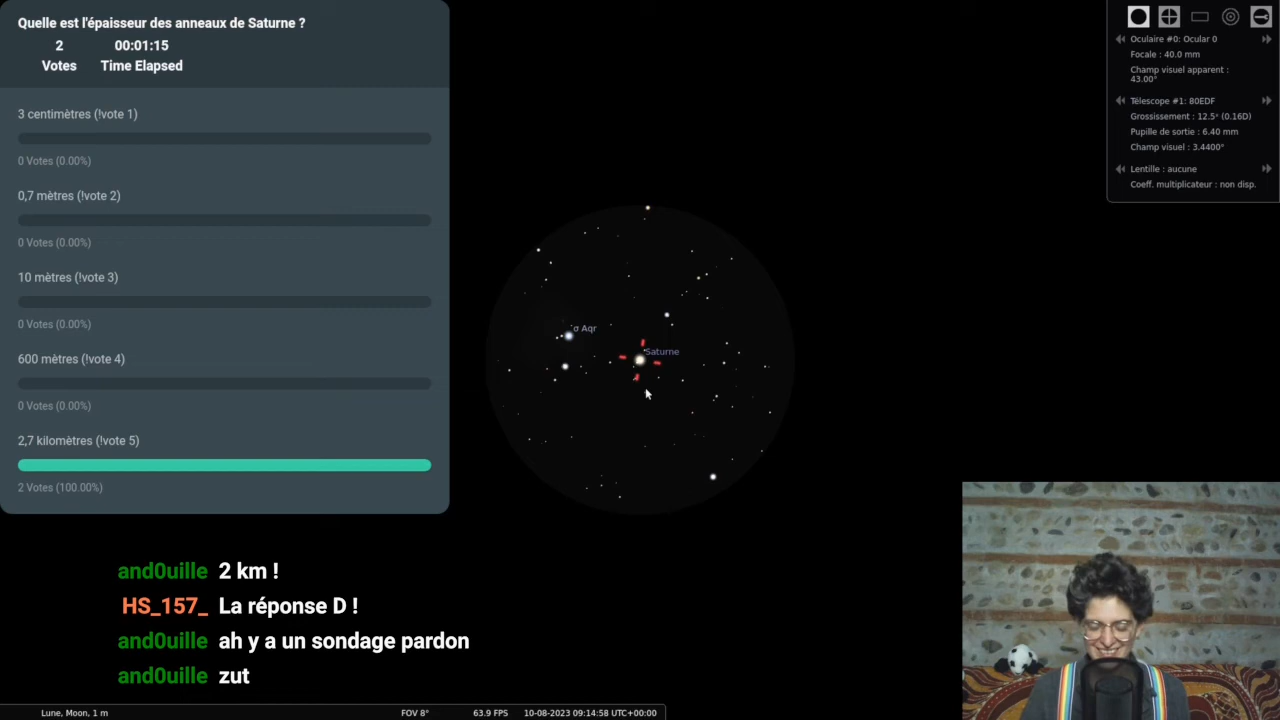 Quelle est l'épaisseur des anneaux de Saturne ?
2 00:01:15
Votes Time Elapsed
3 centimètres (!vote 1)
0 Votes (0.00%)
0,7 mètres (!vote 2)
0 Votes (0.00%)
10 mètres (!vote 3)
0 Votes (0.00%)
600 mètres (!vote 4)
0 Votes (0.00%)
2,7 kilomètres (!vote 5)
2 Votes (100.00%)
and0uille 2 km !
HS_157_ La réponse D !
and0uille ah y a un sondage pardon
and0uille zut
σ Aqr
Saturne
Oculaire #0: Ocular 0
Focale : 40.0 mm
Champ visuel apparent :
43.00°
Télescope #1: 80EDF
Grossissement : 12.5ˣ (0.16D)
Pupille de sortie : 6.40 mm
Champ visuel : 3.4400°
Lentille : aucune
Coeff. multiplicateur : non disp.
Lune, Moon, 1 m FOV 8° 63.9 FPS 10-08-2023 09:14:58 UTC+00:00